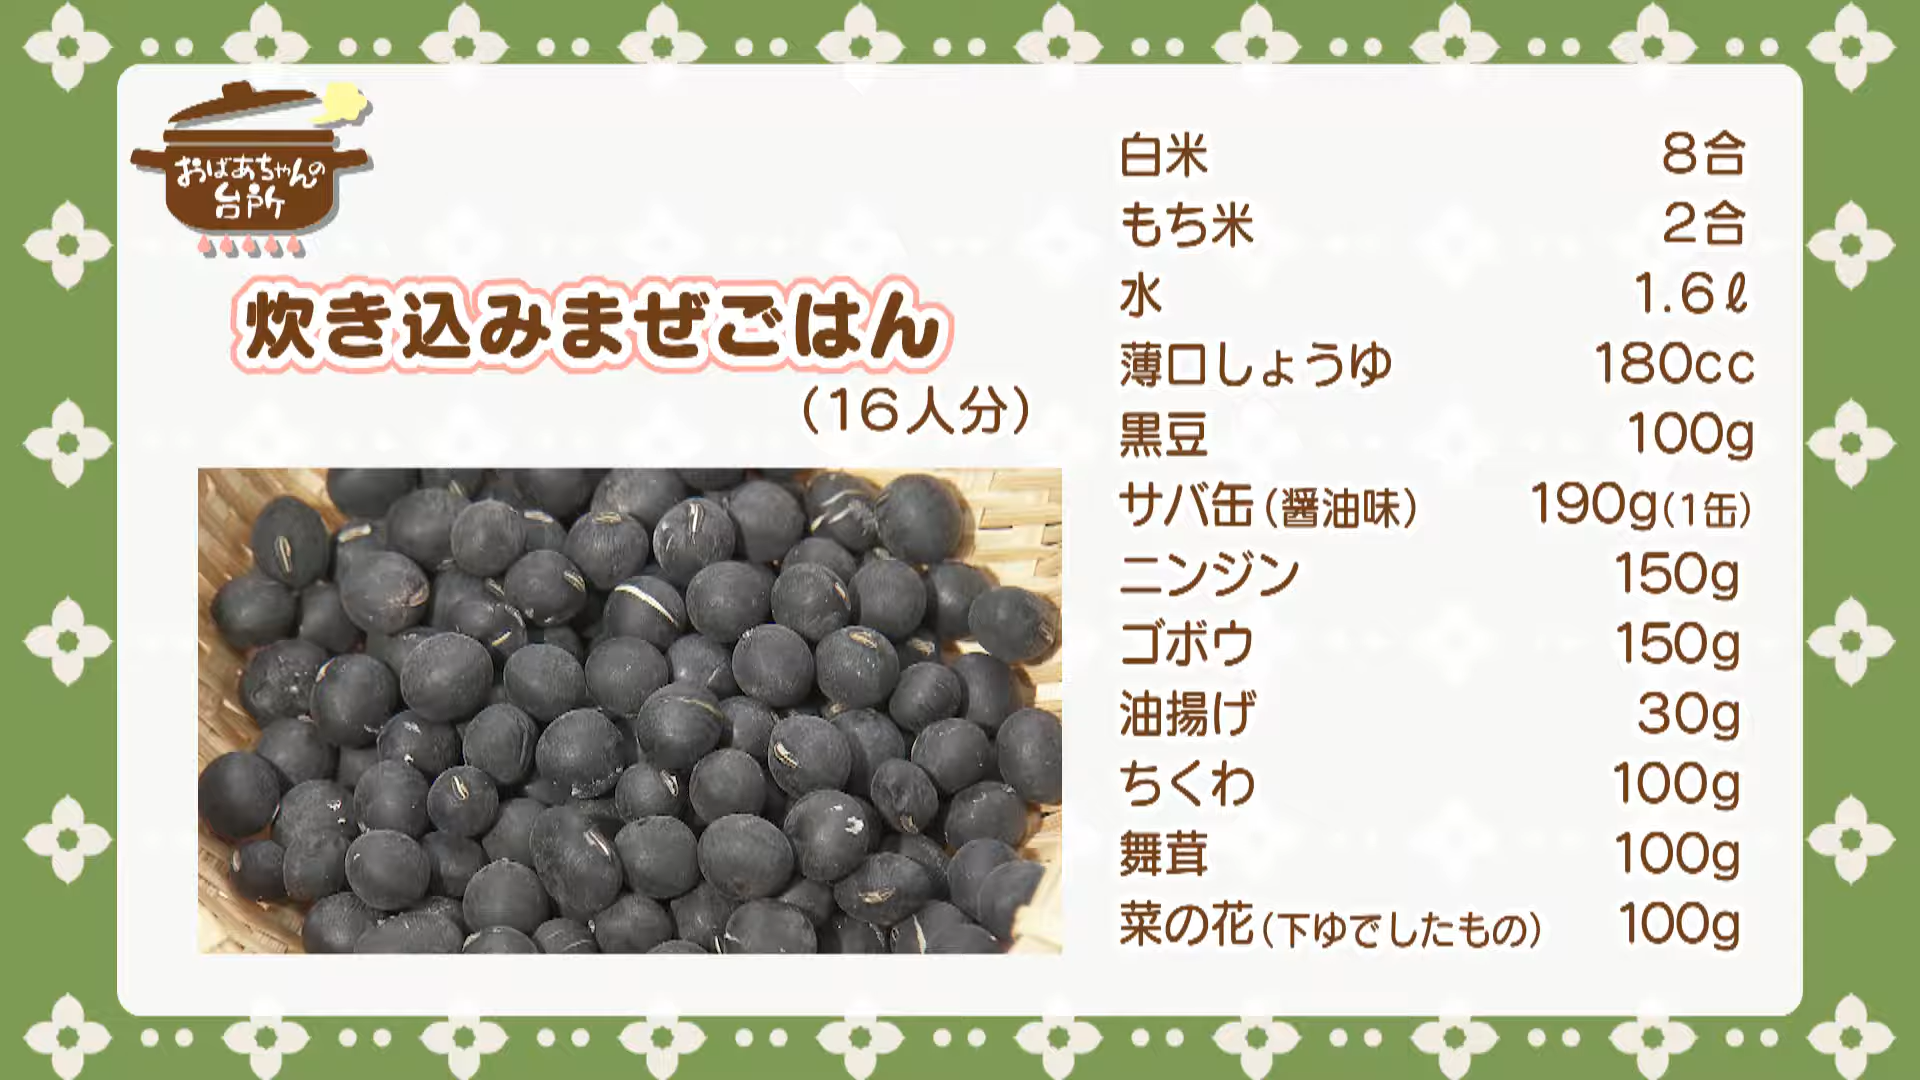 おばあちゃんの
台所
炊き込みまぜごはん
（16人分）
白米 8合
もち米 2合
水 1.6ℓ
薄口しょうゆ 180cc
黒豆 100g
サバ缶（醤油味） 190g（1缶）
ニンジン 150g
ゴボウ 150g
油揚げ 30g
ちくわ 100g
舞茸 100g
菜の花（下ゆでしたもの） 100g